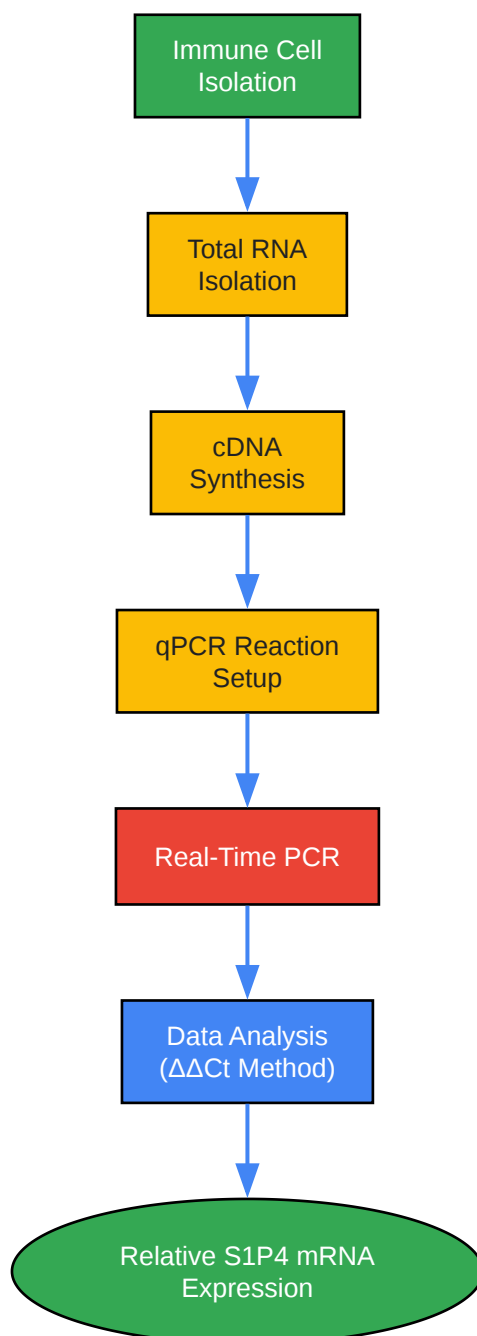 Immune Cell
Isolation
Total RNA
Isolation
cDNA
Synthesis
qPCR Reaction
Setup
Real-Time PCR
Data Analysis
(ΔΔCt Method)
Relative S1P4 mRNA
Expression